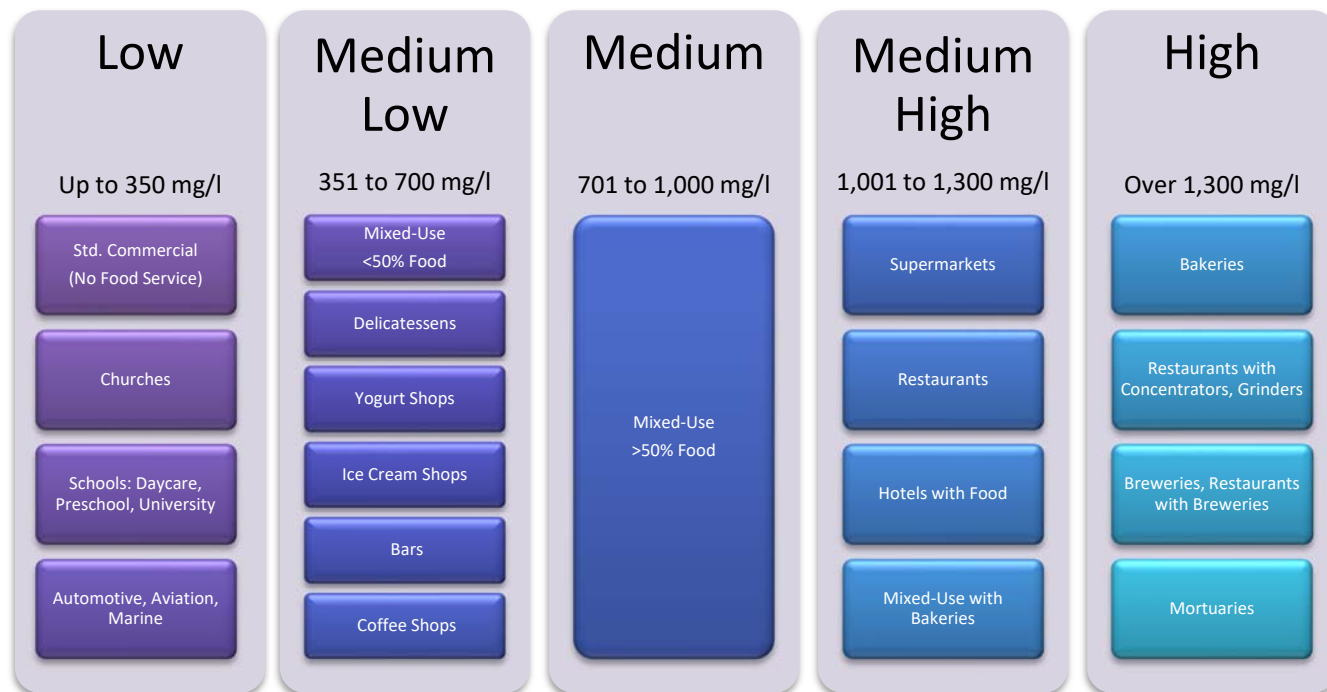 Low
Up to 350 mg/l
Std. Commercial
(No Food Service)
Churches
Schools: Daycare,
Preschool, University
Automotive, Aviation,
Marine
Medium
Low
351 to 700 mg/l
Mixed-Use
<50% Food
Delicatessens
Yogurt Shops
Ice Cream Shops
Bars
Coffee Shops
Medium
701 to 1,000 mg/l
Mixed-Use
>50% Food
Medium
High
1,001 to 1,300 mg/l
Supermarkets
Restaurants
Hotels with Food
Mixed-Use with
Bakeries
High
Over 1,300 mg/l
Bakeries
Restaurants with
Concentrators, Grinders
Breweries, Restaurants
with Breweries
Mortuaries